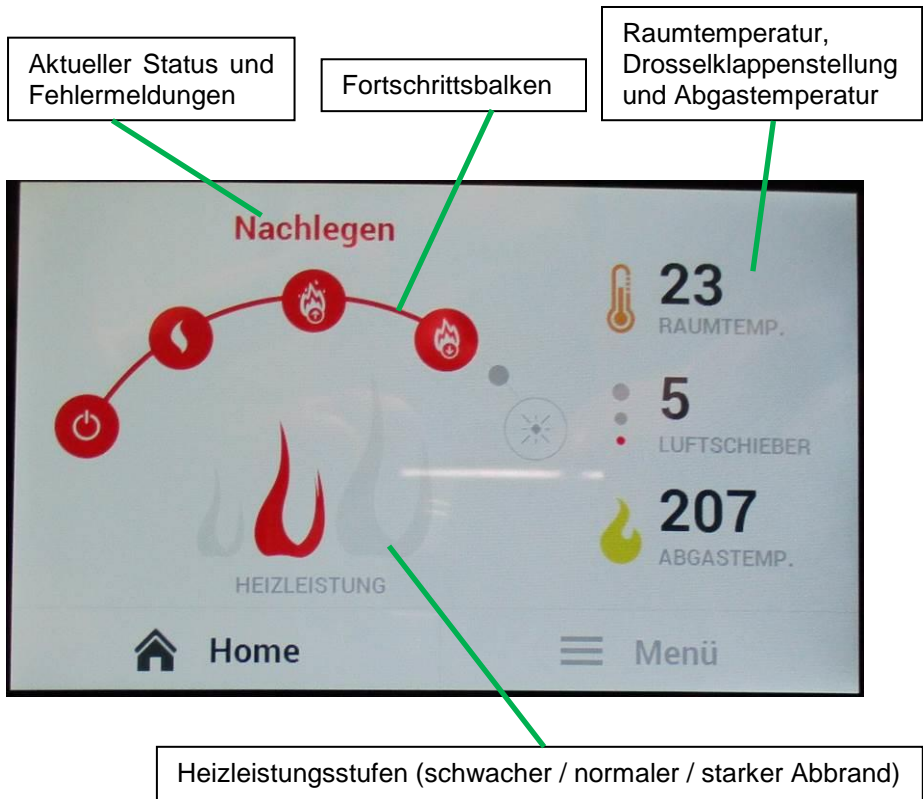 Aktueller Status und
Fehlermeldungen
Fortschrittsbalken
Raumtemperatur,
Drosselklappenstellung
und Abgastemperatur
Nachlegen
23
RAUMTEMP.
5
LUFTSCHIEBER
207
ABGASTEMP.
HEIZLEISTUNG
Home
Menü
Heizleistungsstufen (schwacher / normaler / starker Abbrand)